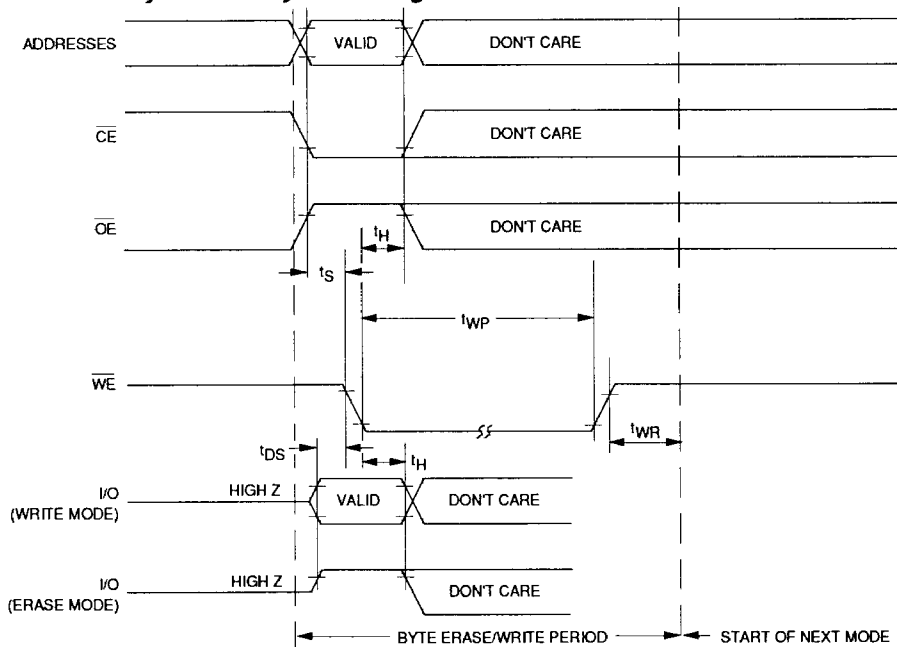 ADDRESSES
VALID
DON'T CARE
CE
DON'T CARE
OE
DON'T CARE
tH
tS
tWP
WE
tWR
tDS
tH
I/O
(WRITE MODE)
HIGH Z
VALID
DON'T CARE
I/O
(ERASE MODE)
HIGH Z
DON'T CARE
BYTE ERASE/WRITE PERIOD
START OF NEXT MODE